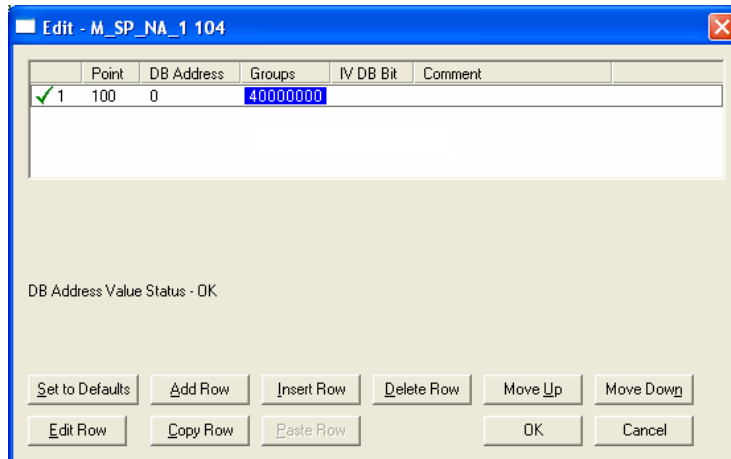 Edit - M_SP_NA_1 104
Point DB Address Groups IV DB Bit Comment
1 100 0 40000000
DB Address Value Status - OK
Set to Defaults Add Row Insert Row Delete Row Move Up Move Down
Edit Row Copy Row Paste Row OK Cancel